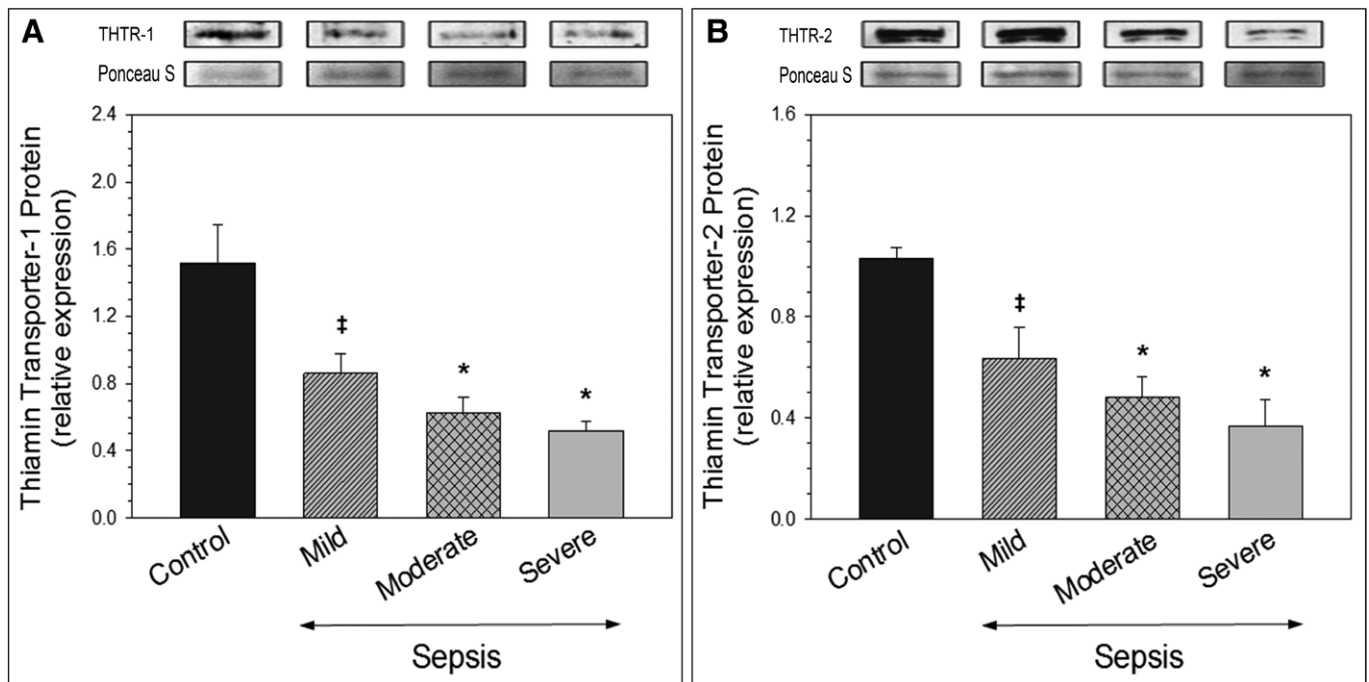 A
THTR-1
Ponceau S
Thiamin Transporter-1 Protein
(relative expression)
2.4
2.0
1.6
1.2
0.8
0.4
0.0
‡
*
*
Control
Mild
Moderate
Severe
Sepsis
B
THTR-2
Ponceau S
Thiamin Transporter-2 Protein
(relative expression)
1.6
1.2
0.8
0.4
0.0
‡
*
*
Control
Mild
Moderate
Severe
Sepsis